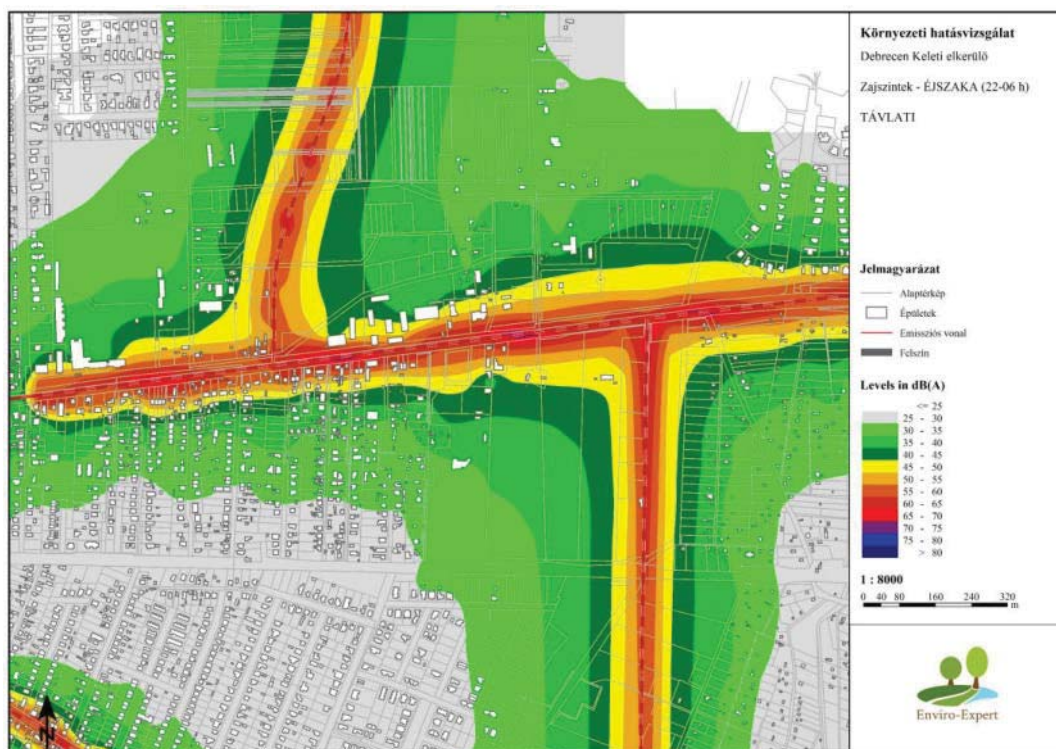 Környezeti hatásvizsgálat
Debrecen Keleti elkerülő
Zajszintek - ÉJSZAKA (22-06 h)
TÁVLATI
Jelmagyarázat
Alaptérkép
Épületek
Emissziós vonal
Felszín
Levels in dB(A)
<= 25
25 - 30
30 - 35
35 - 40
40 - 45
45 - 50
50 - 55
55 - 60
60 - 65
65 - 70
70 - 75
75 - 80
> 80
1 : 8000
0 40 80 160 240 320
m
Enviro-Expert
N